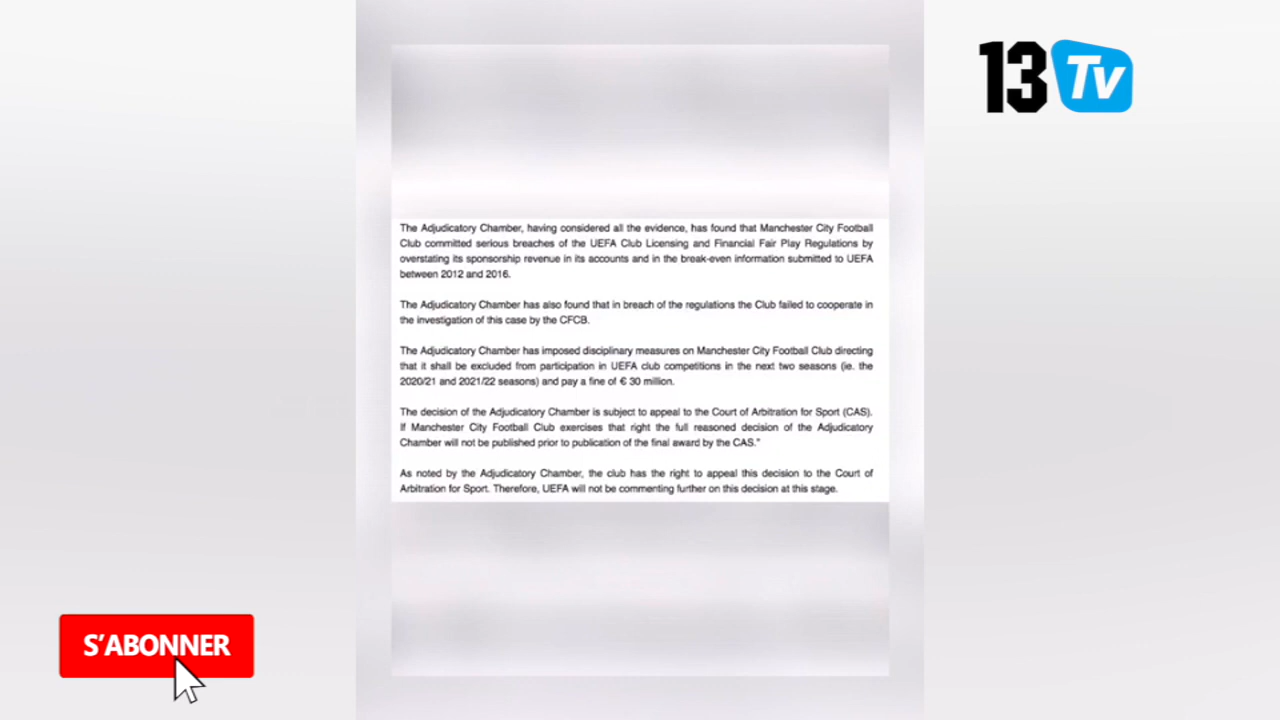 13 Tv
The Adjudicatory Chamber, having considered all the evidence, has found that Manchester City Football
Club committed serious breaches of the UEFA Club Licensing and Financial Fair Play Regulations by
overstating its sponsorship revenue in its accounts and in the break-even information submitted to UEFA
between 2012 and 2016.
The Adjudicatory Chamber has also found that in breach of the regulations the Club failed to cooperate in
the investigation of this case by the CFCB.
The Adjudicatory Chamber has imposed disciplinary measures on Manchester City Football Club directing
that it shall be excluded from participation in UEFA club competitions in the next two seasons (ie. the
2020/21 and 2021/22 seasons) and pay a fine of € 30 million.
The decision of the Adjudicatory Chamber is subject to appeal to the Court of Arbitration for Sport (CAS).
If Manchester City Football Club exercises that right the full reasoned decision of the Adjudicatory
Chamber will not be published prior to publication of the final award by the CAS."
As noted by the Adjudicatory Chamber, the club has the right to appeal this decision to the Court of
Arbitration for Sport. Therefore, UEFA will not be commenting further on this decision at this stage.
S'ABONNER